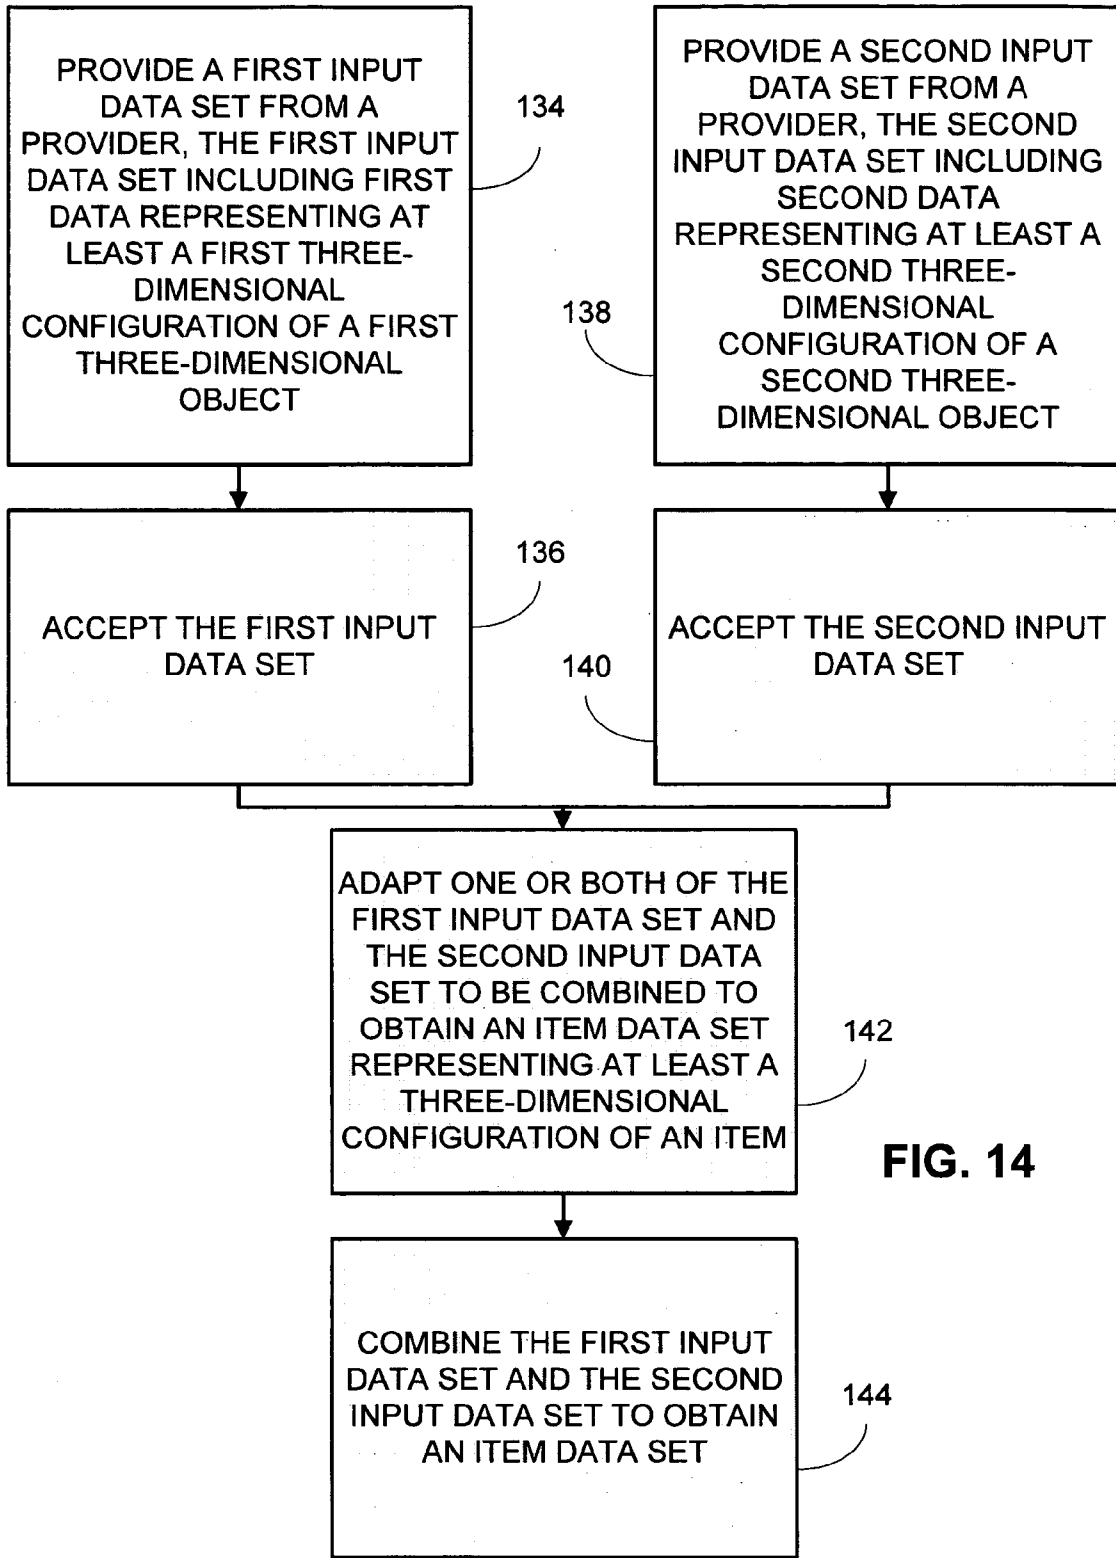 PROVIDE A FIRST INPUT
DATA SET FROM A
PROVIDER, THE FIRST INPUT
DATA SET INCLUDING FIRST
DATA REPRESENTING AT
LEAST A FIRST THREE-
DIMENSIONAL
CONFIGURATION OF A FIRST
THREE-DIMENSIONAL
OBJECT
134
PROVIDE A SECOND INPUT
DATA SET FROM A
PROVIDER, THE SECOND
INPUT DATA SET INCLUDING
SECOND DATA
REPRESENTING AT LEAST A
SECOND THREE-
DIMENSIONAL
CONFIGURATION OF A
SECOND THREE-
DIMENSIONAL OBJECT
138
ACCEPT THE FIRST INPUT
DATA SET
136
ACCEPT THE SECOND INPUT
DATA SET
140
ADAPT ONE OR BOTH OF THE
FIRST INPUT DATA SET AND
THE SECOND INPUT DATA
SET TO BE COMBINED TO
OBTAIN AN ITEM DATA SET
REPRESENTING AT LEAST A
THREE-DIMENSIONAL
CONFIGURATION OF AN ITEM
142
FIG. 14
COMBINE THE FIRST INPUT
DATA SET AND THE SECOND
INPUT DATA SET TO OBTAIN
AN ITEM DATA SET
144